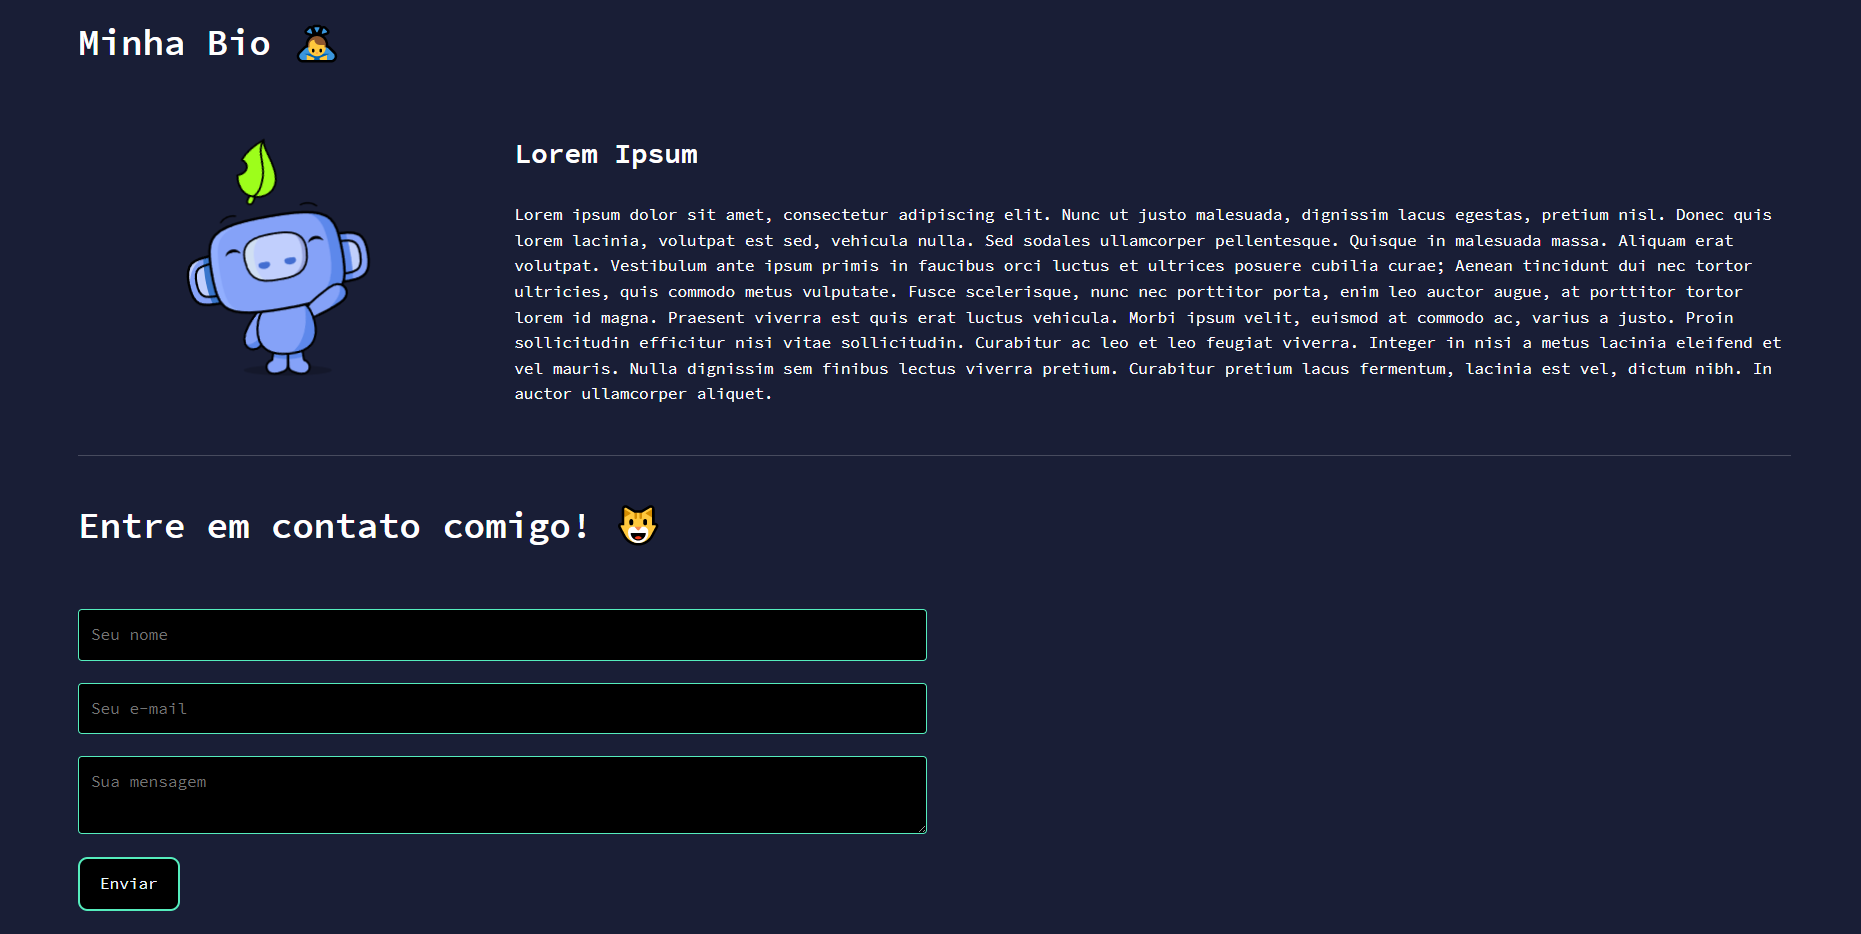 Minha Bio 🙇
Lorem Ipsum
Lorem ipsum dolor sit amet, consectetur adipiscing elit. Nunc ut justo malesuada, dignissim lacus egestas, pretium nisl. Donec quis
lorem lacinia, volutpat est sed, vehicula nulla. Sed sodales ullamcorper pellentesque. Quisque in malesuada massa. Aliquam erat
volutpat. Vestibulum ante ipsum primis in faucibus orci luctus et ultrices posuere cubilia curae; Aenean tincidunt dui nec tortor
ultricies, quis commodo metus vulputate. Fusce scelerisque, nunc nec porttitor porta, enim leo auctor augue, at porttitor tortor
lorem id magna. Praesent viverra est quis erat luctus vehicula. Morbi ipsum velit, euismod at commodo ac, varius a justo. Proin
sollicitudin efficitur nisi vitae sollicitudin. Curabitur ac leo et leo feugiat viverra. Integer in nisi a metus lacinia eleifend et
vel mauris. Nulla dignissim sem finibus lectus viverra pretium. Curabitur pretium lacus fermentum, lacinia est vel, dictum nibh. In
auctor ullamcorper aliquet.
Entre em contato comigo! 😺
Seu nome
Seu e-mail
Sua mensagem
Enviar